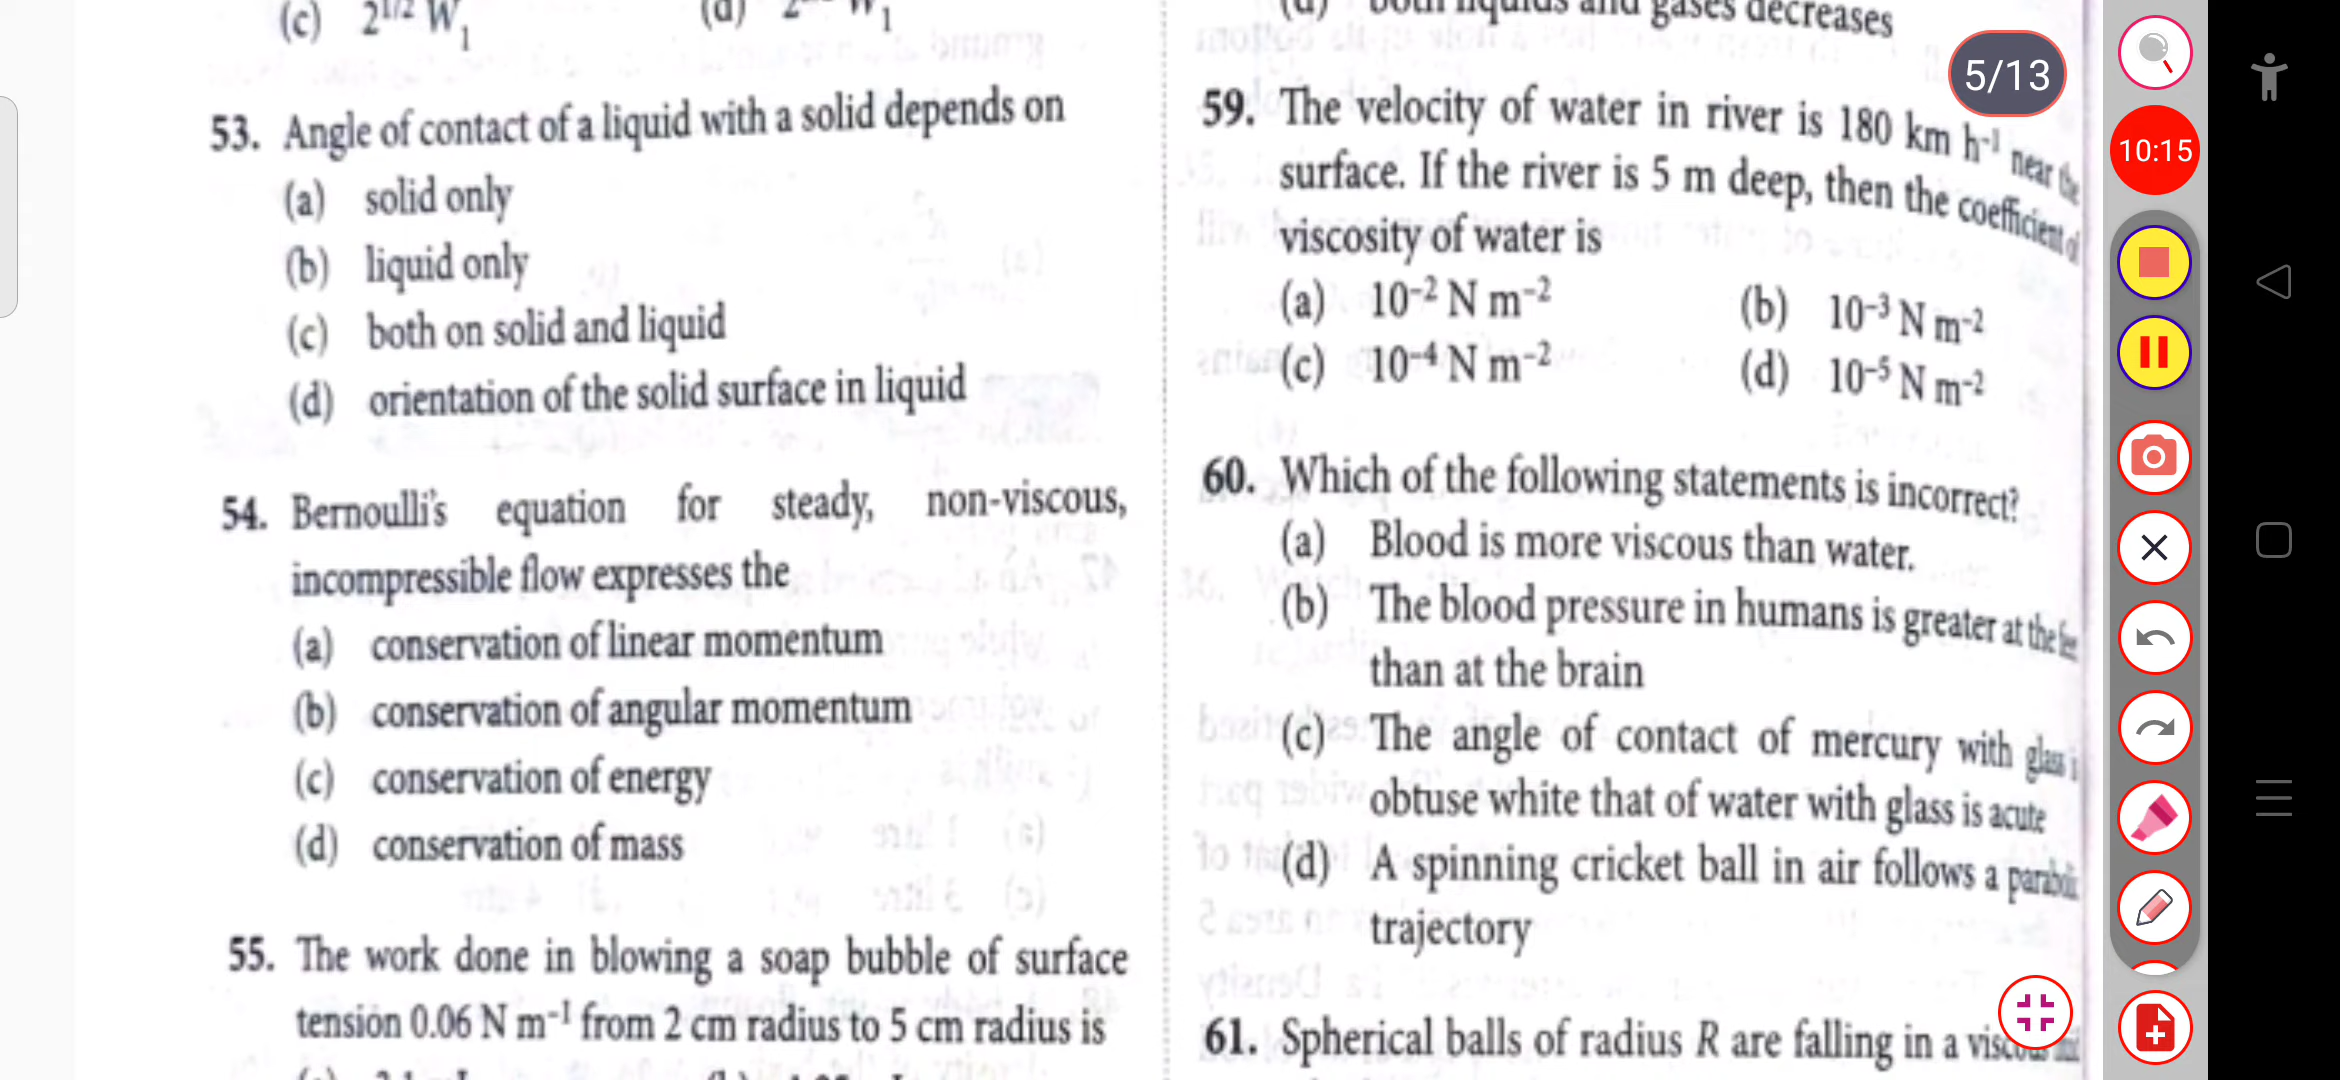 (c) 2^{1/2} W_1
53. Angle of contact of a liquid with a solid depends on
(a) solid only
(b) liquid only
(c) both on solid and liquid
(d) orientation of the solid surface in liquid
54. Bernoulli's equation for steady, non-viscous,
incompressible flow expresses the
(a) conservation of linear momentum
(b) conservation of angular momentum
(c) conservation of energy
(d) conservation of mass
55. The work done in blowing a soap bubble of surface
tension 0.06 N m⁻¹ from 2 cm radius to 5 cm radius is
(d) both liquids and gases decreases
59. The velocity of water in river is 180 km h⁻¹ near the
surface. If the river is 5 m deep, then the coefficient of
viscosity of water is
(a) 10⁻² N m⁻² (b) 10⁻³ N m⁻²
(c) 10⁻⁴ N m⁻² (d) 10⁻⁵ N m⁻²
60. Which of the following statements is incorrect?
(a) Blood is more viscous than water.
(b) The blood pressure in humans is greater at the
than at the brain
(c) The angle of contact of mercury with glass
obtuse white that of water with glass is acute
(d) A spinning cricket ball in air follows a
trajectory
61. Spherical balls of radius R are falling in a
5/13
10:15